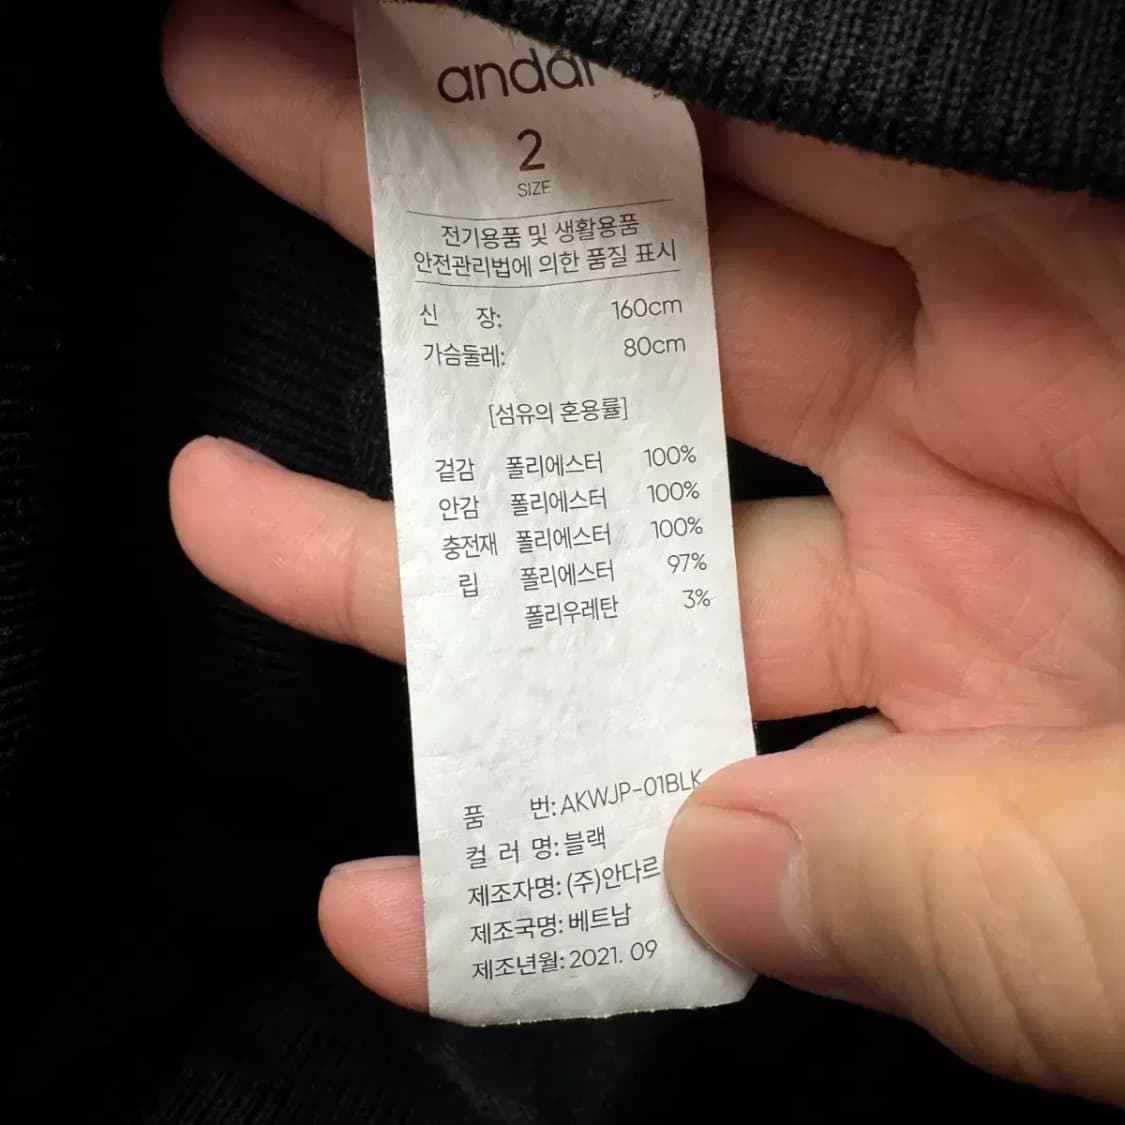 andar
2
SIZE
전기용품 및 생활용품
안전관리법에 의한 품질 표시
신 장: 160cm
가슴둘레: 80cm
[섬유의 혼용률]
겉감 폴리에스터 100%
안감 폴리에스터 100%
충전재 폴리에스터 100%
립 폴리에스터 97%
폴리우레탄 3%
품 번: AKWJP-01BLK
컬 러 명: 블랙
제조자명: (주)안다르
제조국명: 베트남
제조년월: 2021. 09